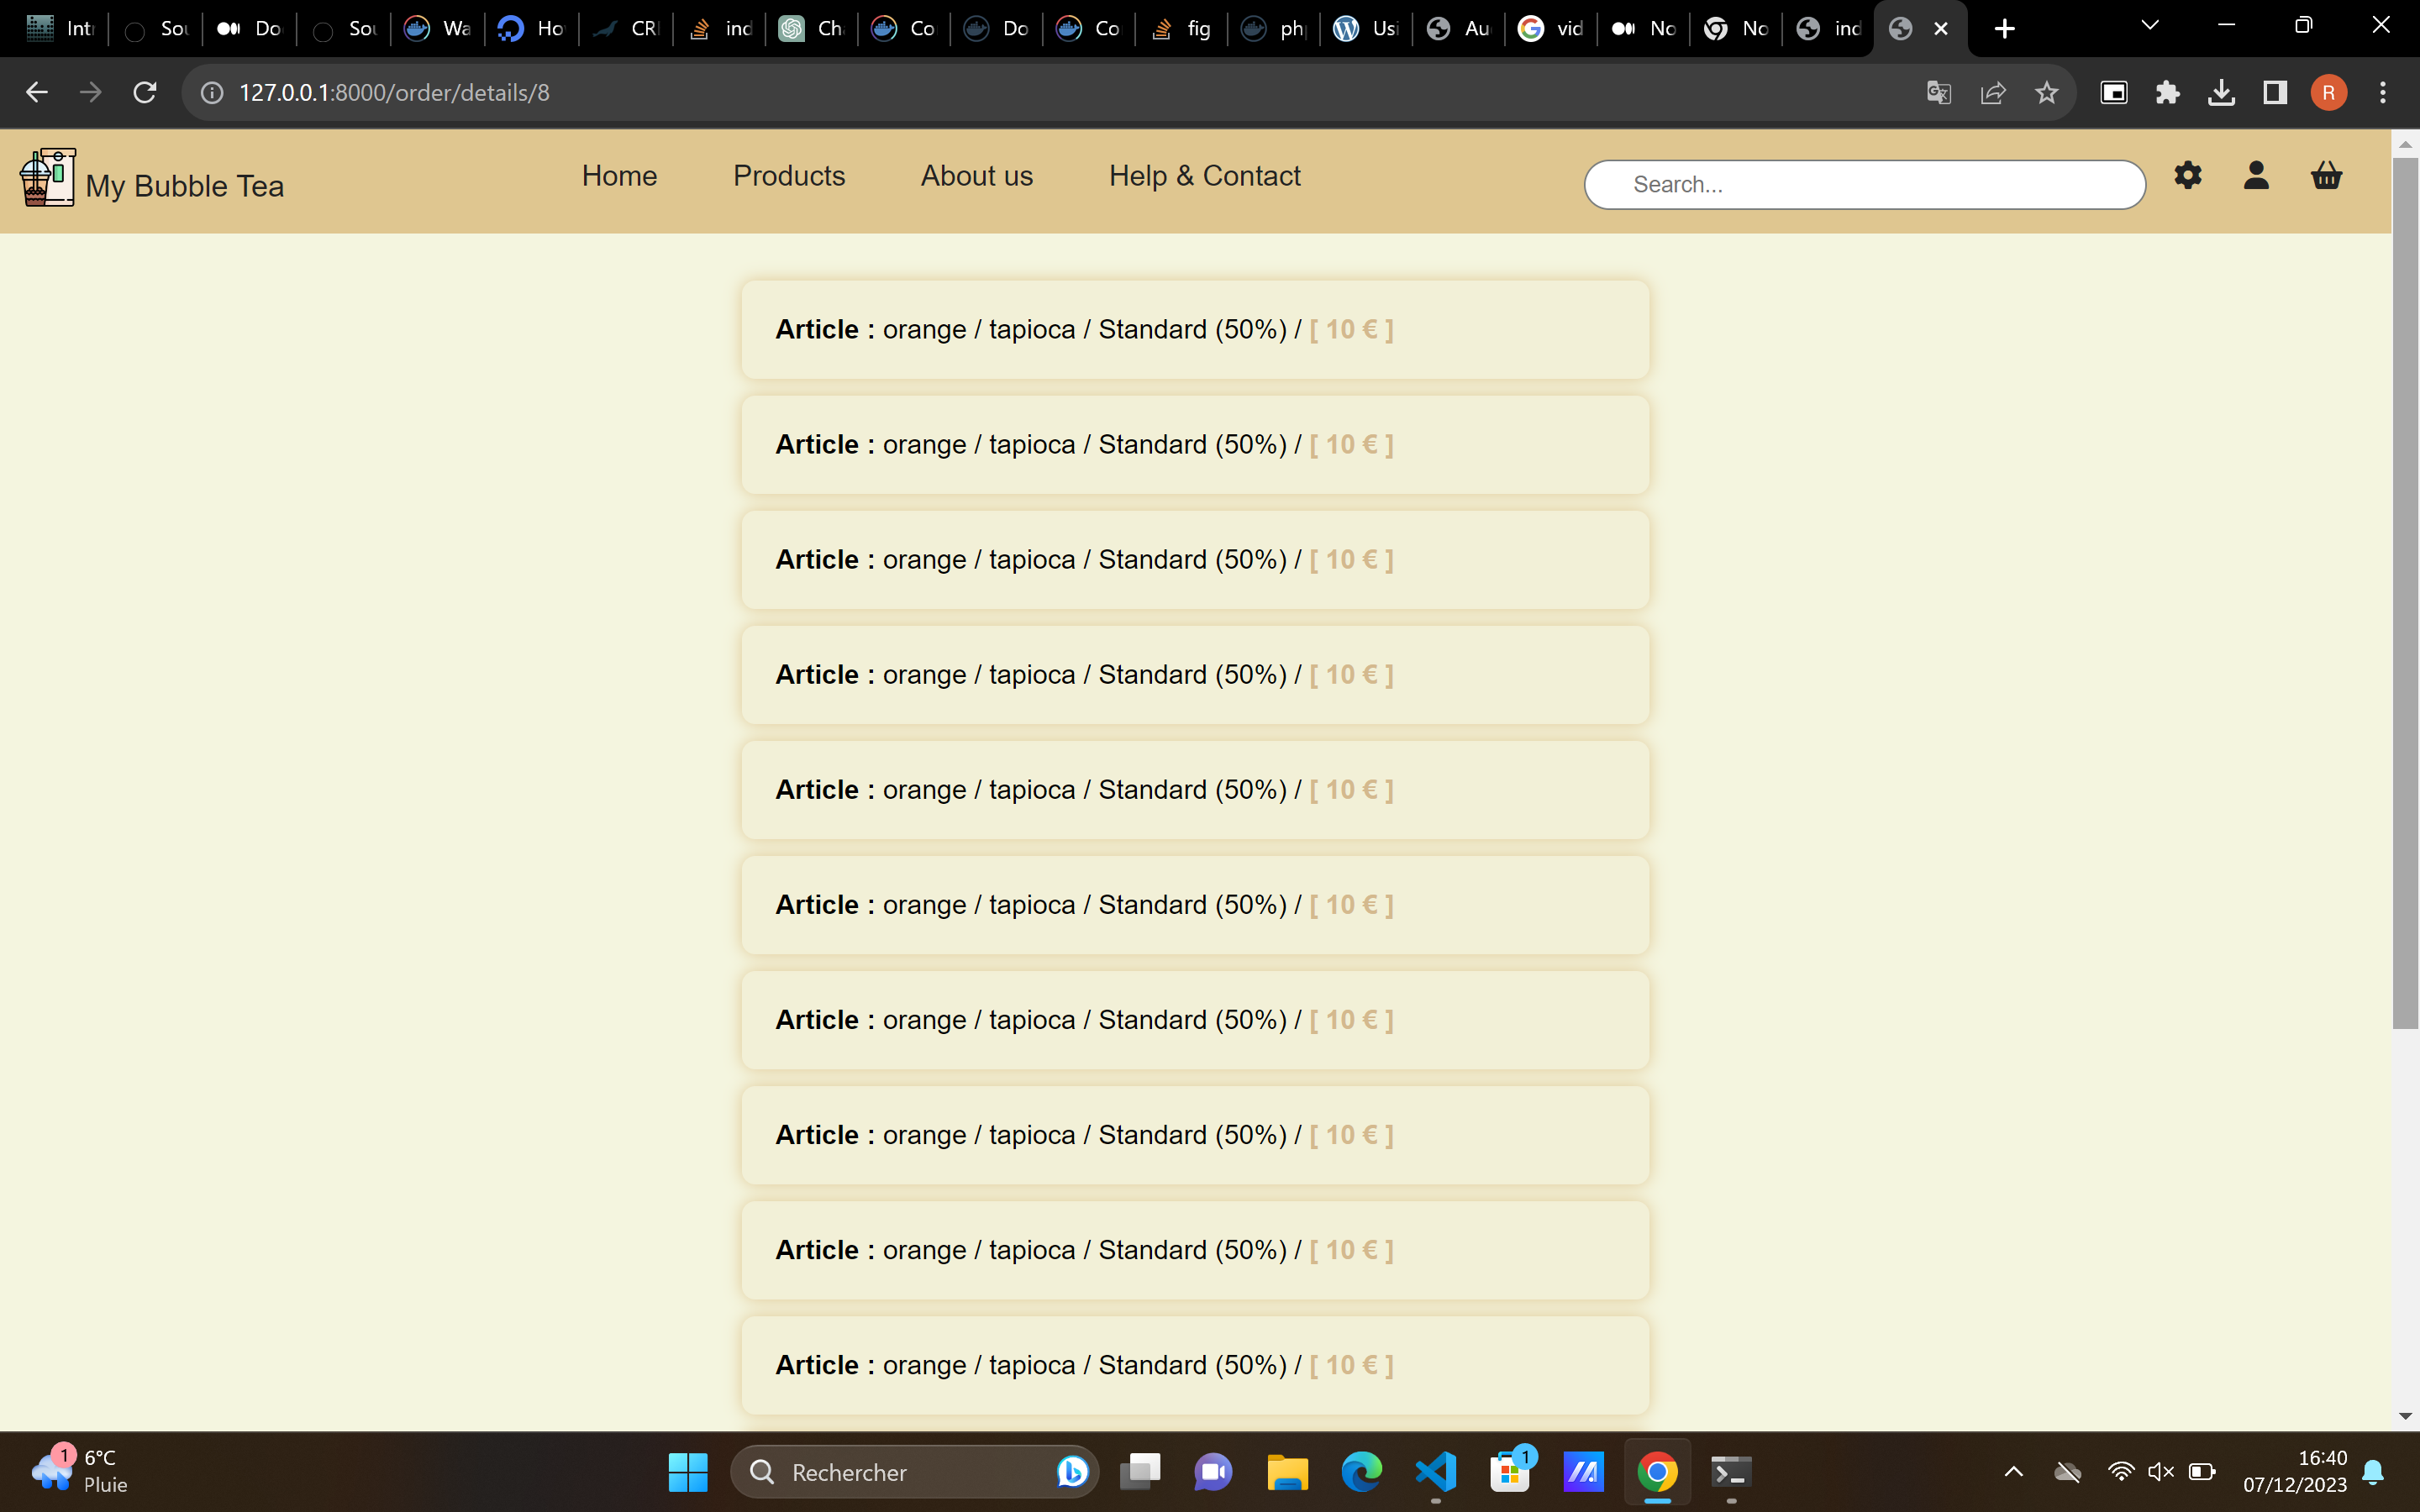 Int Sou Do Sou Wa Ho CR ind Ch Co Do Co fig ph Usi Au vid No No ind
127.0.0.1:8000/order/details/8
R
My Bubble Tea Home Products About us Help & Contact Search...
Article : orange / tapioca / Standard (50%) / [ 10 € ]
Article : orange / tapioca / Standard (50%) / [ 10 € ]
Article : orange / tapioca / Standard (50%) / [ 10 € ]
Article : orange / tapioca / Standard (50%) / [ 10 € ]
Article : orange / tapioca / Standard (50%) / [ 10 € ]
Article : orange / tapioca / Standard (50%) / [ 10 € ]
Article : orange / tapioca / Standard (50%) / [ 10 € ]
Article : orange / tapioca / Standard (50%) / [ 10 € ]
Article : orange / tapioca / Standard (50%) / [ 10 € ]
Article : orange / tapioca / Standard (50%) / [ 10 € ]
1 6°C
Pluie
Rechercher
1
16:40
07/12/2023